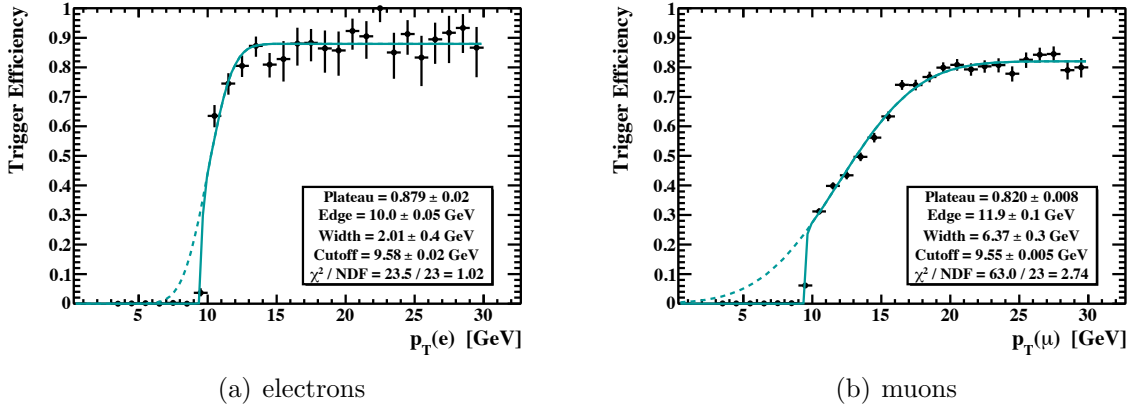 Trigger Efficiency
1
0.9
0.8
0.7
0.6
0.5
0.4
0.3
0.2
0.1
0
Plateau = 0.879 ± 0.02
Edge = 10.0 ± 0.05 GeV
Width = 2.01 ± 0.4 GeV
Cutoff = 9.58 ± 0.02 GeV
χ² / NDF = 23.5 / 23 = 1.02
5 10 15 20 25 30
p_T(e) [GeV]
(a) electrons
Trigger Efficiency
1
0.9
0.8
0.7
0.6
0.5
0.4
0.3
0.2
0.1
0
Plateau = 0.820 ± 0.008
Edge = 11.9 ± 0.1 GeV
Width = 6.37 ± 0.3 GeV
Cutoff = 9.55 ± 0.005 GeV
χ² / NDF = 63.0 / 23 = 2.74
5 10 15 20 25 30
p_T(μ) [GeV]
(b) muons